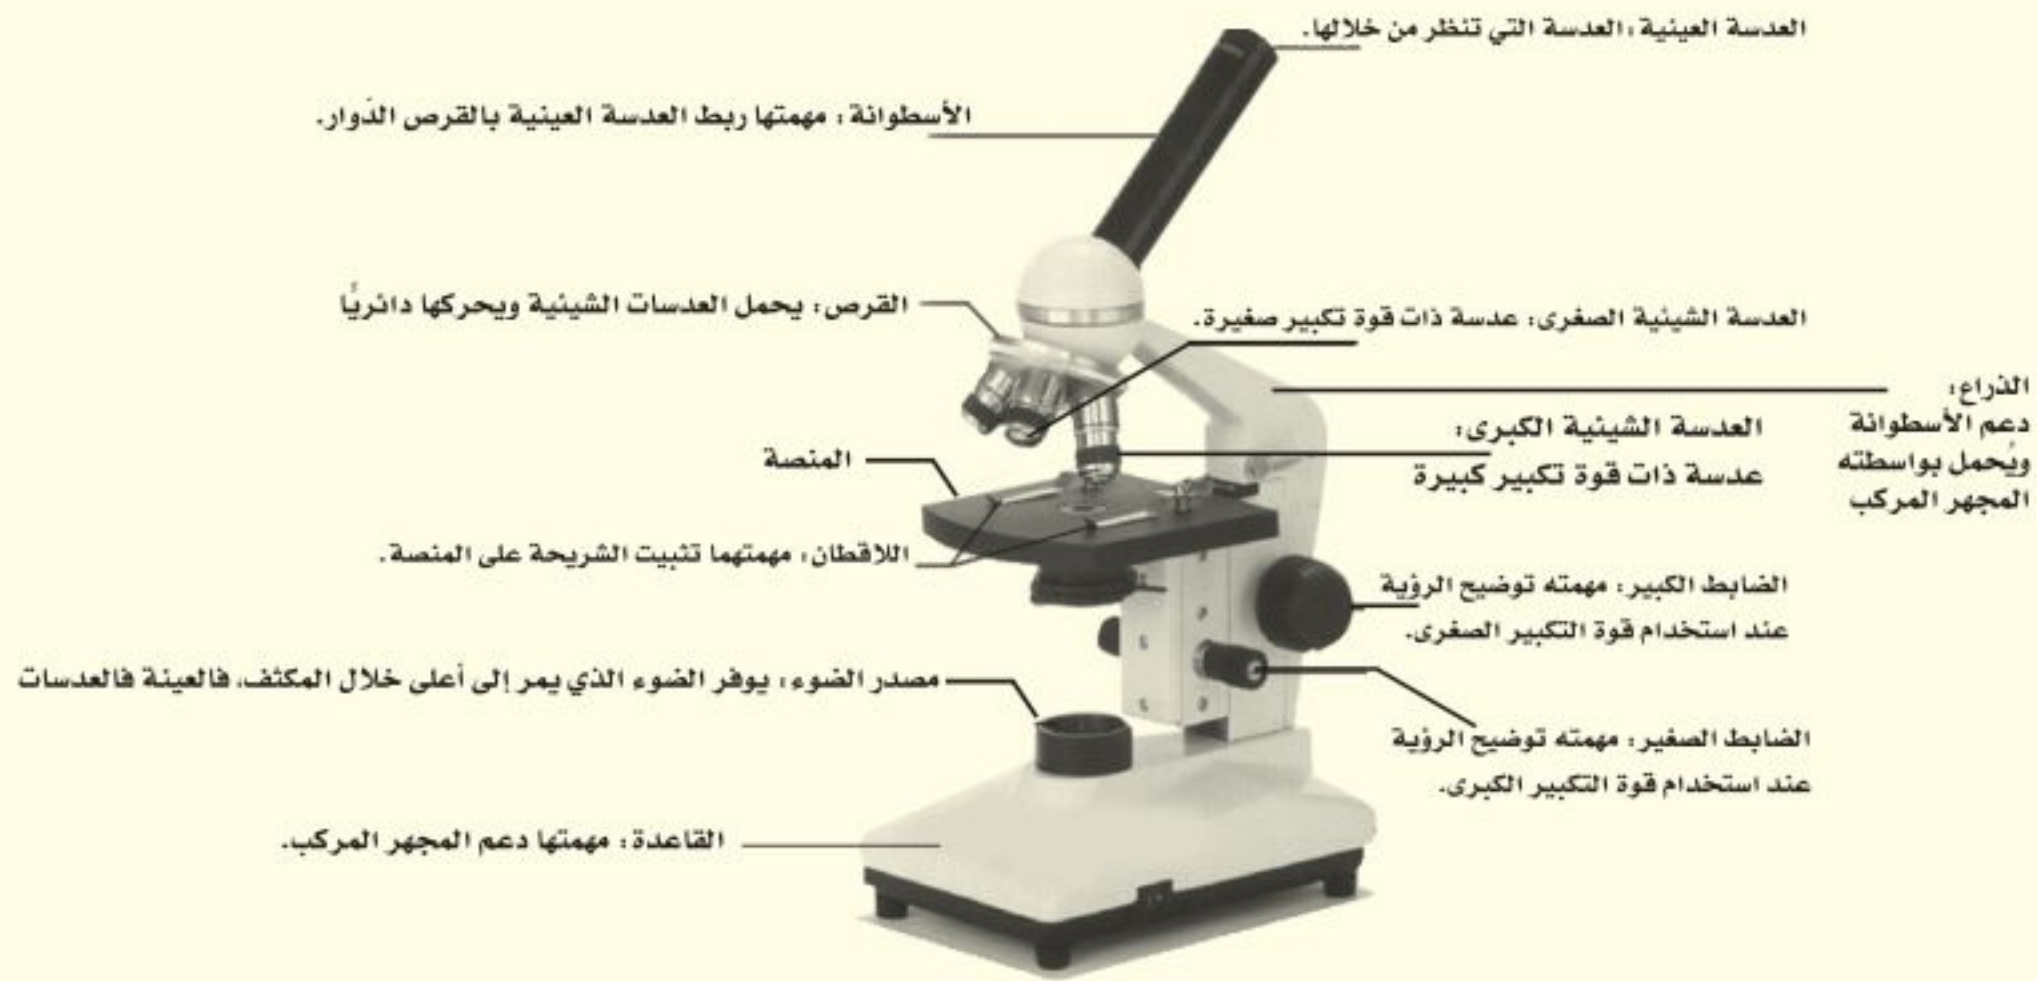 العدسة العينية: العدسة التي تنظر من خلالها.
الأسطوانة: مهمتها ربط العدسة العينية بالقرص الدّوار.
القرص: يحمل العدسات الشيئية ويحركها دائريًّا
العدسة الشيئية الصغرى: عدسة ذات قوة تكبير صغيرة.
الذراع:
دعم الأسطوانة
ويُحمل بواسطته
المجهر المركب
العدسة الشيئية الكبرى:
عدسة ذات قوة تكبير كبيرة
المنصة
اللاقطان: مهمتهما تثبيت الشريحة على المنصة.
الضابط الكبير: مهمته توضيح الرؤية
عند استخدام قوة التكبير الصغرى.
مصدر الضوء: يوفر الضوء الذي يمر إلى أعلى خلال المكثف، فالعينة فالعدسات
الضابط الصغير: مهمته توضيح الرؤية
عند استخدام قوة التكبير الكبرى.
القاعدة: مهمتها دعم المجهر المركب.